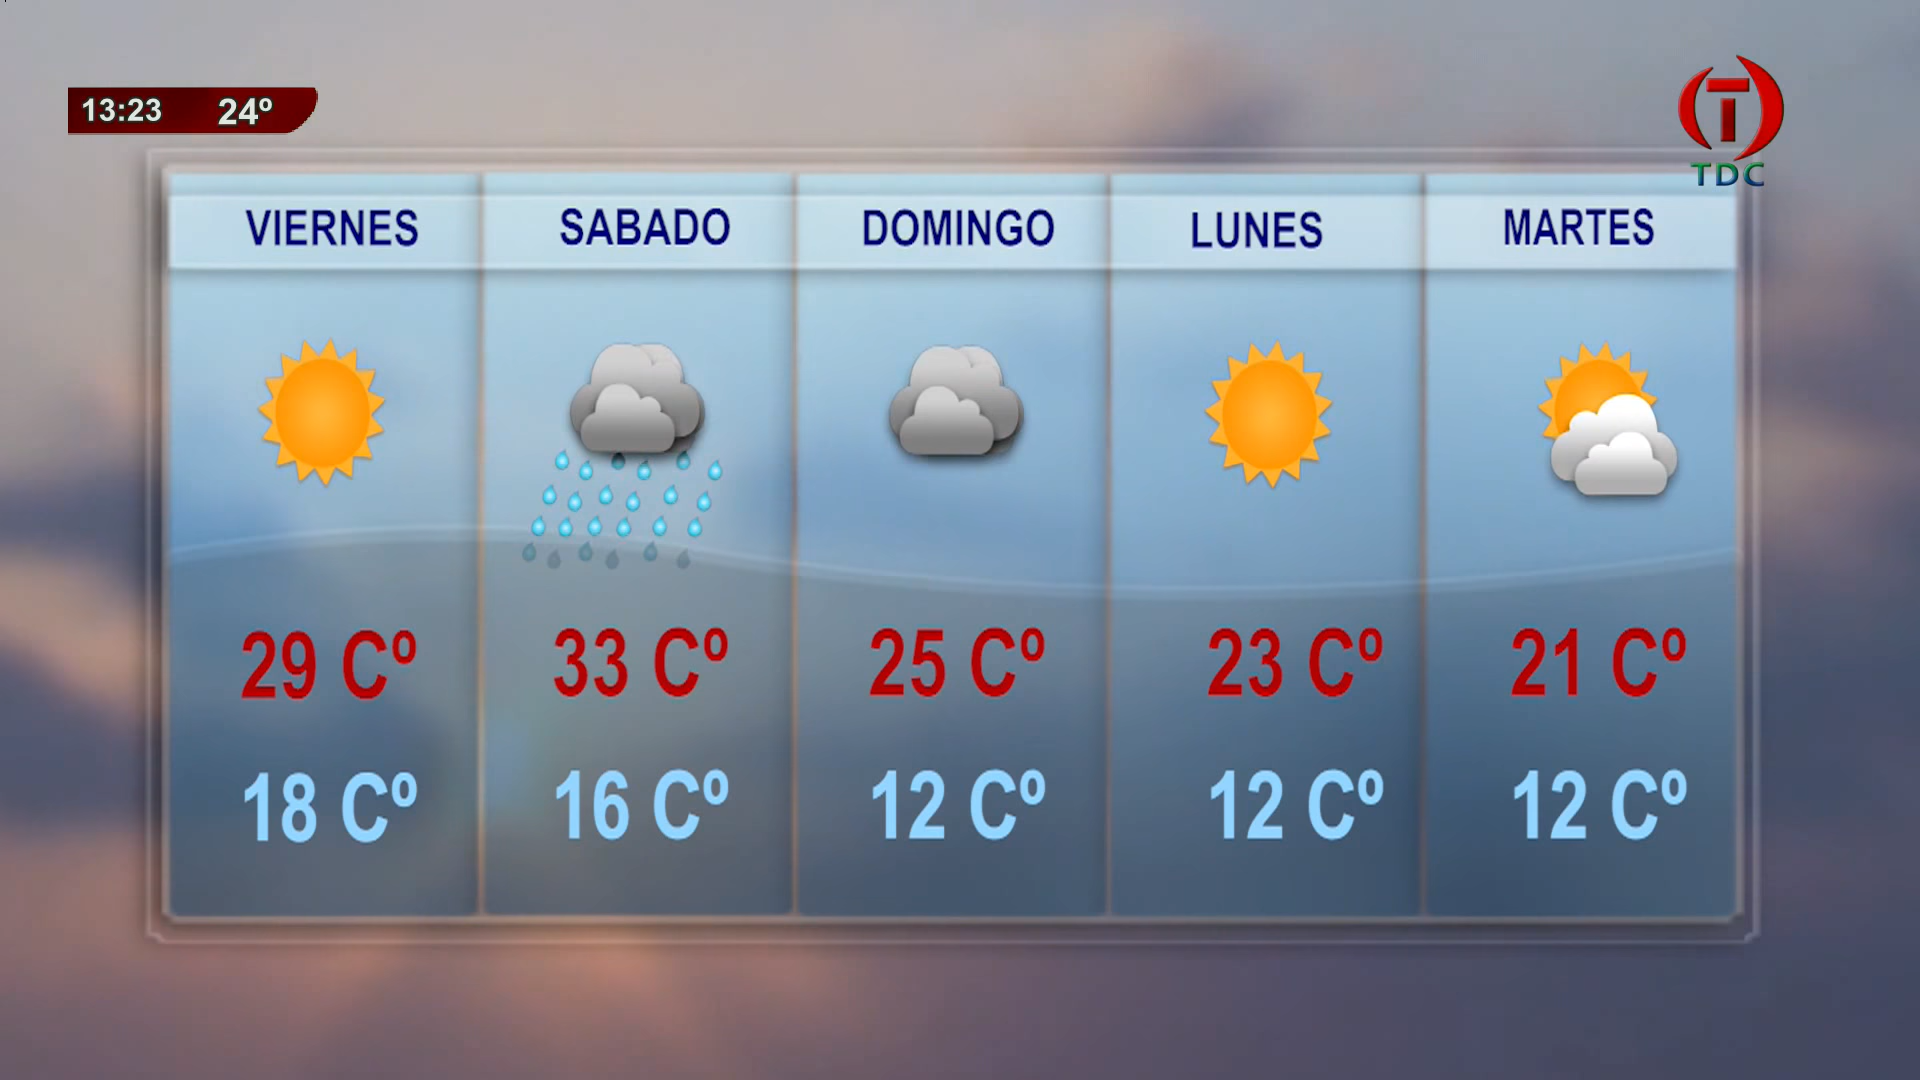 13:23 24º
TDC
VIERNES SABADO DOMINGO LUNES MARTES
29 Cº 33 Cº 25 Cº 23 Cº 21 Cº
18 Cº 16 Cº 12 Cº 12 Cº 12 Cº